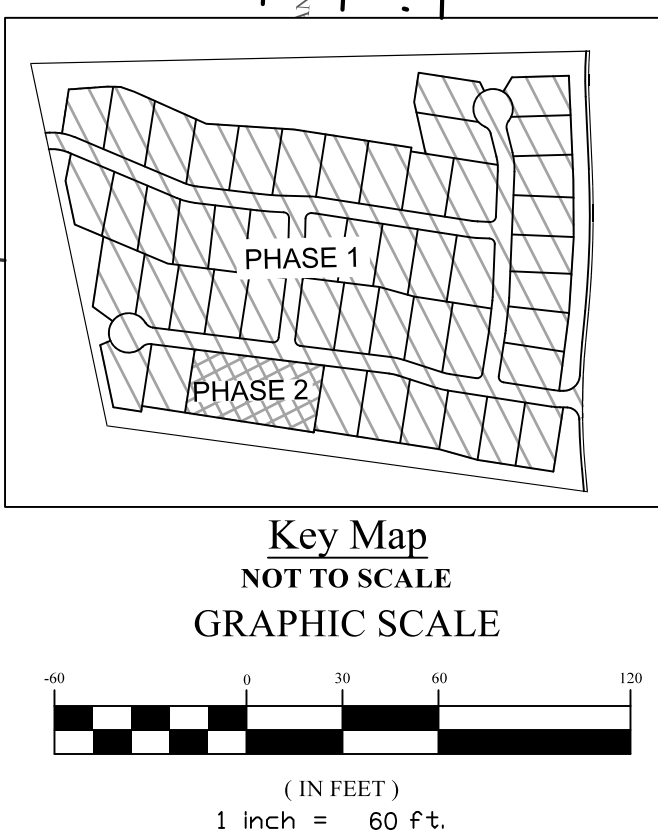 AN
PHASE 1
PHASE 2
Key Map
NOT TO SCALE
GRAPHIC SCALE
-60 0 30 60 120
( IN FEET )
1 inch = 60 ft.